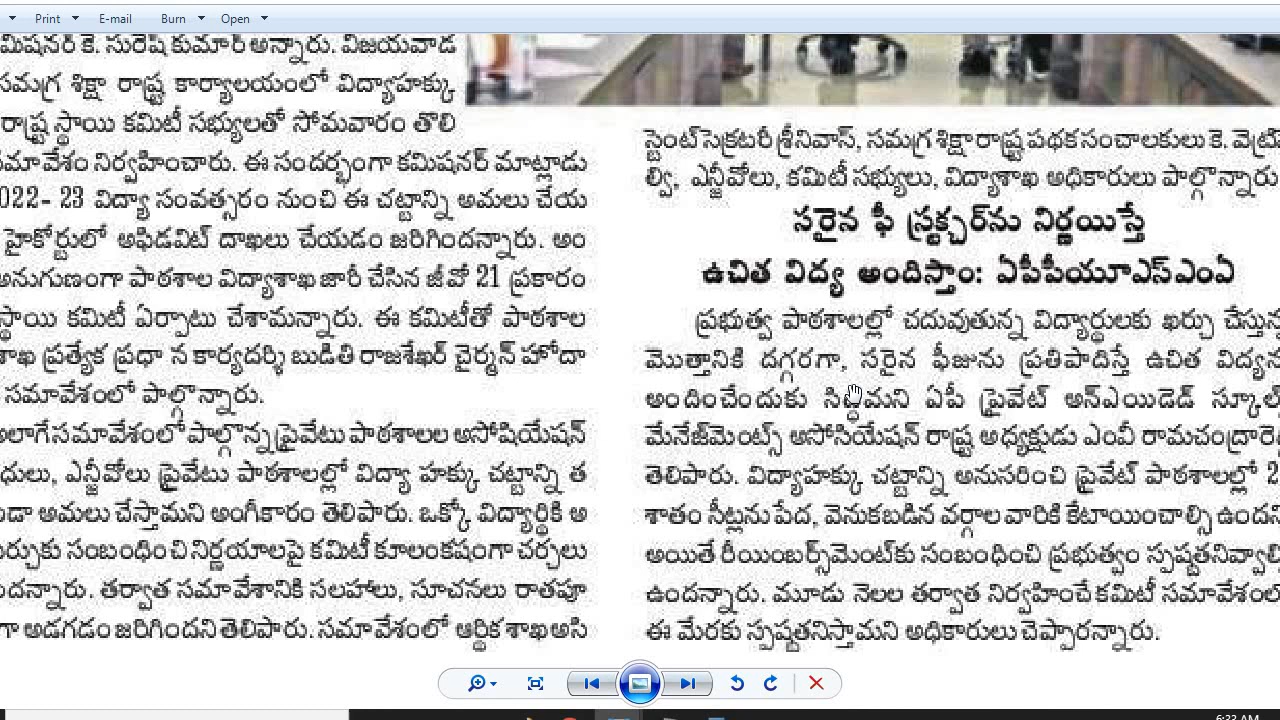 Print E-mail Burn Open
మిషనర్ కె. సురేష్ కుమార్ అన్నారు. విజయవాడ
సమగ్ర శిక్షా రాష్ట్ర కార్యాలయంలో విద్యాహక్కు
రాష్ట్ర స్థాయి కమిటీ సభ్యులతో సోమవారం తొలి
సమావేశం నిర్వహించారు. ఈ సందర్భంగా కమిషనర్ మాట్లాడు
022- 23 విద్యా సంవత్సరం నుంచి ఈ చట్టాన్ని అమలు చేయ
హైకోర్టులో అఫిడవిట్ దాఖలు చేయడం జరిగిందన్నారు. అం
అనుగుణంగా పాఠశాల విద్యాశాఖ జారీ చేసిన జీవో 21 ప్రకారం
స్థాయి కమిటీ ఏర్పాటు చేశామన్నారు. ఈ కమిటీతో పాఠశాల
శాఖ ప్రత్యేక ప్రధా న కార్యదర్శి బుడితి రాజశేఖర్ చైర్మన్ హోదా
సమావేశంలో పాల్గొన్నారు.
అలాగే సమావేశంలో పాల్గొన్న ప్రైవేటు పాఠశాలల అసోషియేషన్
ధులు, ఎన్జీవోలు ప్రైవేటు పాఠశాలల్లో విద్యా హక్కు చట్టాన్ని త
డా అమలు చేస్తామని అంగీకారం తెలిపారు. ఒక్కో విద్యార్థికి అ
ర్చుకు సంబంధించి నిర్ణయాలపై కమిటీ కూలంకషంగా చర్చలు
దన్నారు. తర్వాత సమావేశానికి సలహాలు, సూచనలు రాతపూ
గా అడగడం జరిగిందని తెలిపారు. సమావేశంలో ఆర్థిక శాఖ అసి
స్టెంట్ సెక్రటరీ శ్రీనివాస్, సమగ్ర శిక్షా రాష్ట్ర పథక సంచాలకులు కె. వెట్రి
ల్వి, ఎన్జీవోలు, కమిటీ సభ్యులు, విద్యాశాఖ అధికారులు పాల్గొన్నారు
సరైన ఫీ స్ట్రక్చర్‌ను నిర్ణయిస్తే
ఉచిత విద్య అందిస్తాం: ఏపీపీయూఎస్ఎంఏ
ప్రభుత్వ పాఠశాలల్లో చదువుతున్న విద్యార్థులకు ఖర్చు చేస్తున్న
మొత్తానికి దగ్గరగా, సరైన ఫీజును ప్రతిపాదిస్తే ఉచిత విద్యన
అందించేందుకు సిద్ధమని ఏపీ ప్రైవేట్ అన్ఎయిడెడ్ స్కూల్
మేనేజ్‌మెంట్స్ అసోసియేషన్ రాష్ట్ర అధ్యక్షుడు ఎంవీ రామచంద్రారెడ్డి
తెలిపారు. విద్యాహక్కు చట్టాన్ని అనుసరించి ప్రైవేట్ పాఠశాలల్లో 2
శాతం సీట్లను పేద, వెనుకబడిన వర్గాల వారికి కేటాయించాల్సి ఉందని
అయితే రీయింబర్స్‌మెంట్‌కు సంబంధించి ప్రభుత్వం స్పష్టతనివ్వాల్సి
ఉందన్నారు. మూడు నెలల తర్వాత నిర్వహించే కమిటీ సమావేశంలో
ఈ మేరకు స్పష్టతనిస్తామని అధికారులు చెప్పారన్నారు.
6:33 AM